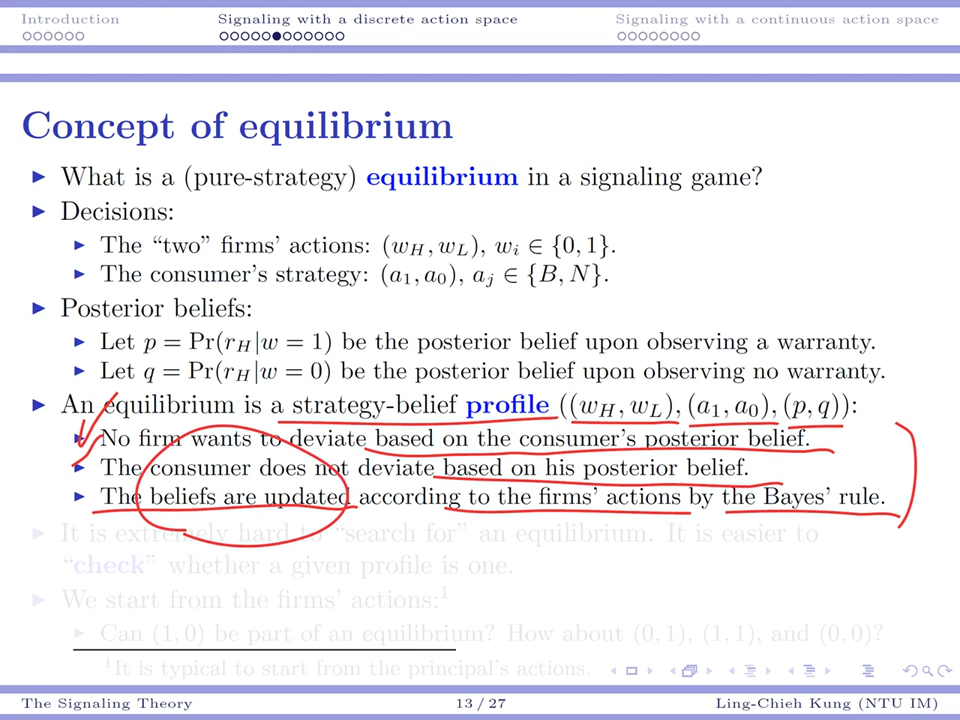 Introduction Signaling with a discrete action space Signaling with a continuous action space
Concept of equilibrium
What is a (pure-strategy) equilibrium in a signaling game?
Decisions:
The “two” firms’ actions: (w_H, w_L), w_i ∈ {0, 1}.
The consumer’s strategy: (a_1, a_0), a_j ∈ {B, N}.
Posterior beliefs:
Let p = Pr(r_H|w = 1) be the posterior belief upon observing a warranty.
Let q = Pr(r_H|w = 0) be the posterior belief upon observing no warranty.
An equilibrium is a strategy-belief profile ((w_H, w_L), (a_1, a_0), (p, q)):
No firm wants to deviate based on the consumer’s posterior belief.
The consumer does not deviate based on his posterior belief.
The beliefs are updated according to the firms’ actions by the Bayes’ rule.
It is extremely hard to “search for” an equilibrium. It is easier to
“check” whether a given profile is one.
We start from the firms’ actions:¹
Can (1, 0) be part of an equilibrium? How about (0, 1), (1, 1), and (0, 0)?
¹It is typical to start from the principal’s actions.
The Signaling Theory 13 / 27 Ling-Chieh Kung (NTU IM)